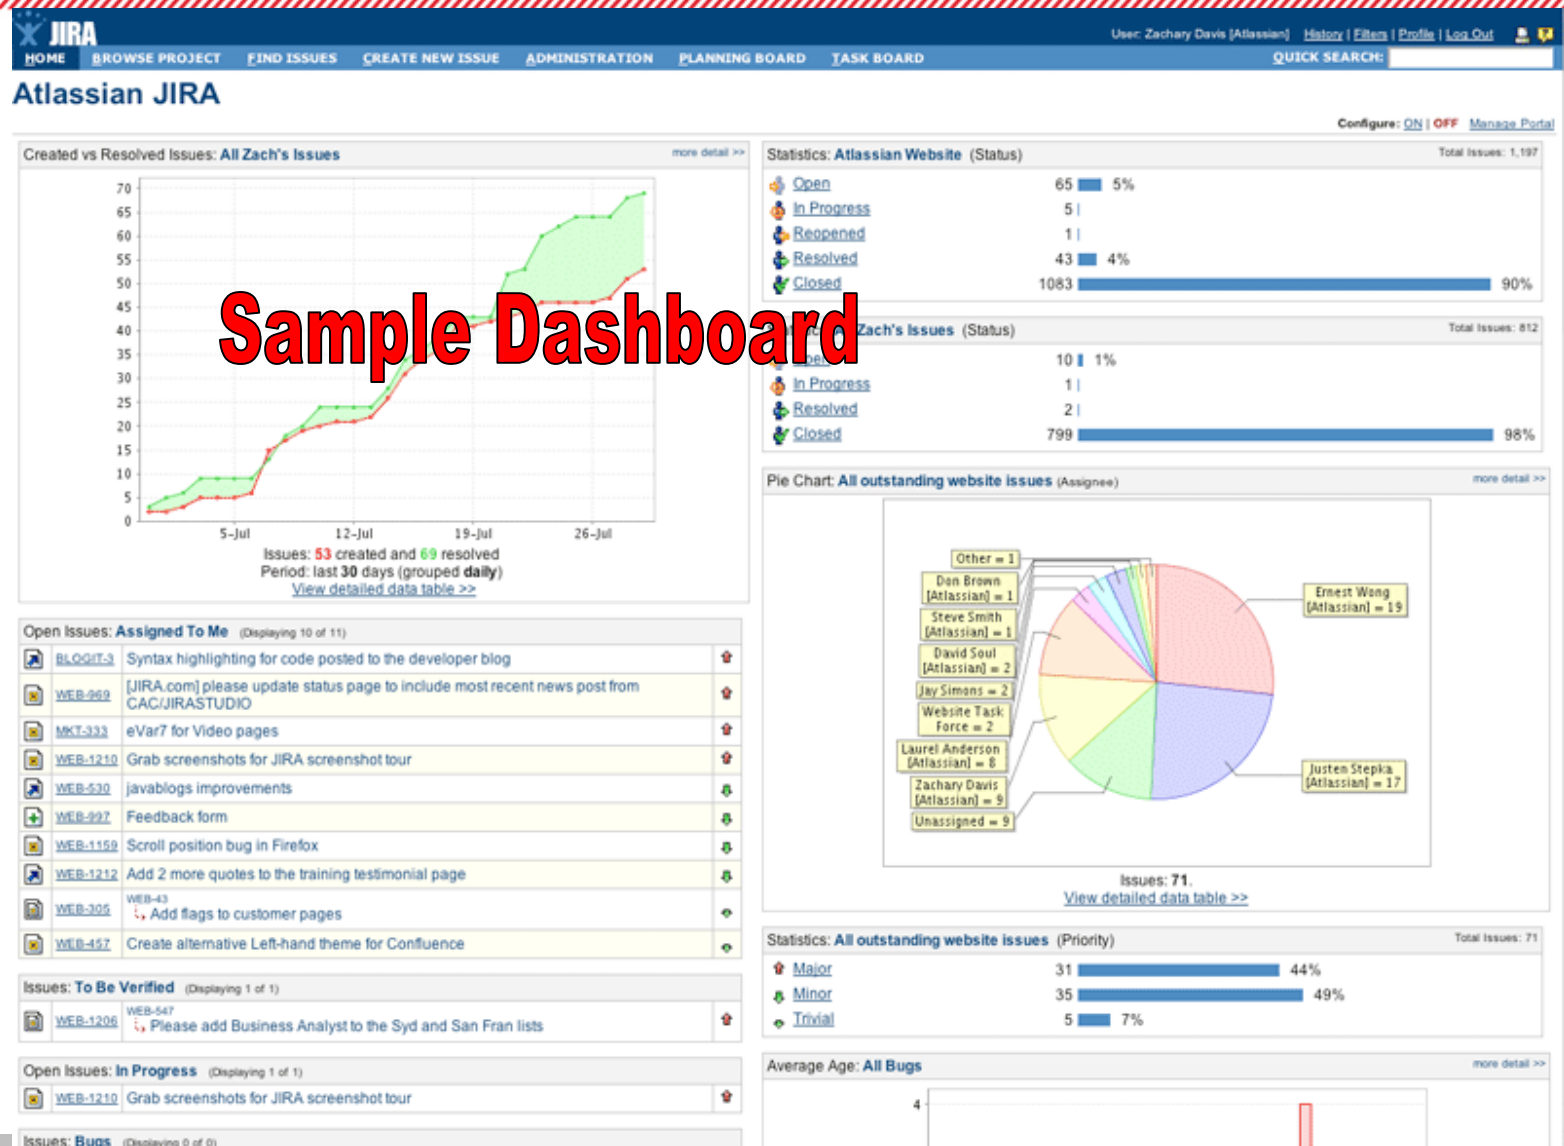 JIRA
User: Zachary Davis [Atlassian] History | Filters | Profile | Log Out
HOME BROWSE PROJECT FIND ISSUES CREATE NEW ISSUE ADMINISTRATION PLANNING BOARD TASK BOARD QUICK SEARCH:
Atlassian JIRA
Configure: ON | OFF Manage Portal
Created vs Resolved Issues: All Zach's Issues more detail >>
70
65
60
55
50
45
40
35
30
25
20
15
10
5
0
5-Jul 12-Jul 19-Jul 26-Jul
Issues: 53 created and 69 resolved
Period: last 30 days (grouped daily)
View detailed data table >>
Sample Dashboard
Open Issues: Assigned To Me (Displaying 10 of 11)
BLOGIT-3 Syntax highlighting for code posted to the developer blog
WEB-969 [JIRA.com] please update status page to include most recent news post from
CAC/JIRASTUDIO
MKT-333 eVar7 for Video pages
WEB-1210 Grab screenshots for JIRA screenshot tour
WEB-530 javablogs improvements
WEB-997 Feedback form
WEB-1159 Scroll position bug in Firefox
WEB-1212 Add 2 more quotes to the training testimonial page
WEB-43
WEB-305 Add flags to customer pages
WEB-457 Create alternative Left-hand theme for Confluence
Issues: To Be Verified (Displaying 1 of 1)
WEB-547
WEB-1206 Please add Business Analyst to the Syd and San Fran lists
Open Issues: In Progress (Displaying 1 of 1)
WEB-1210 Grab screenshots for JIRA screenshot tour
Issues: Bugs (Displaying 0 of 0)
Statistics: Atlassian Website (Status) Total Issues: 1,197
Open 65 5%
In Progress 5
Reopened 1
Resolved 43 4%
Closed 1083 90%
Zach's Issues (Status) Total Issues: 812
Open 10 1%
In Progress 1
Resolved 2
Closed 799 98%
Pie Chart: All outstanding website issues (Assignee) more detail >>
Other = 1
Don Brown
[Atlassian] = 1
Steve Smith
[Atlassian] = 1
David Soul
[Atlassian] = 2
Jay Simons = 2
Website Task
Force = 2
Laurel Anderson
[Atlassian] = 8
Zachary Davis
[Atlassian] = 9
Unassigned = 9
Ernest Wong
[Atlassian] = 19
Justen Stepka
[Atlassian] = 17
Issues: 71.
View detailed data table >>
Statistics: All outstanding website issues (Priority) Total Issues: 71
Major 31 44%
Minor 35 49%
Trivial 5 7%
Average Age: All Bugs more detail >>
4